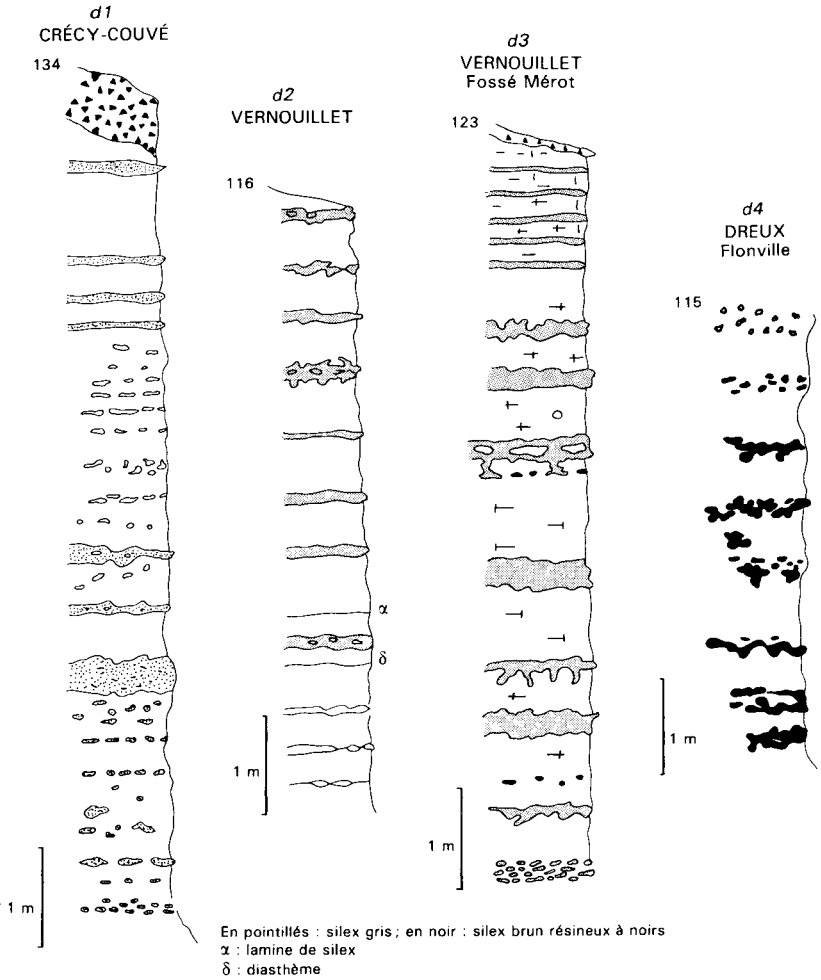 d1
CRÉCY-COUVÉ
134
d2
VERNOUILLET
116
α
δ
1 m
d3
VERNOUILLET
Fossé Mérot
123
1 m
d4
DREUX
Flonville
115
1 m
1 m
En pointillés : silex gris ; en noir : silex brun résineux à noirs
α : lamine de silex
δ : diasthème